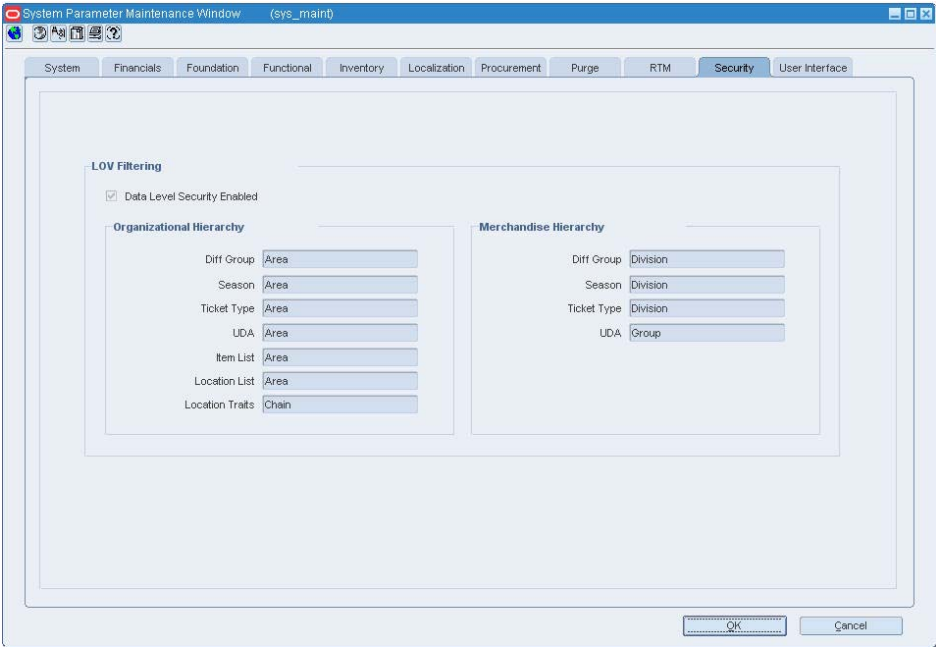 System Parameter Maintenance Window (sys_maint)
System Financials Foundation Functional Inventory Localization Procurement Purge RTM Security User Interface
LOV Filtering
Data Level Security Enabled
Organizational Hierarchy
Diff Group Area
Season Area
Ticket Type Area
UDA Area
Item List Area
Location List Area
Location Traits Chain
Merchandise Hierarchy
Diff Group Division
Season Division
Ticket Type Division
UDA Group
OK Cancel